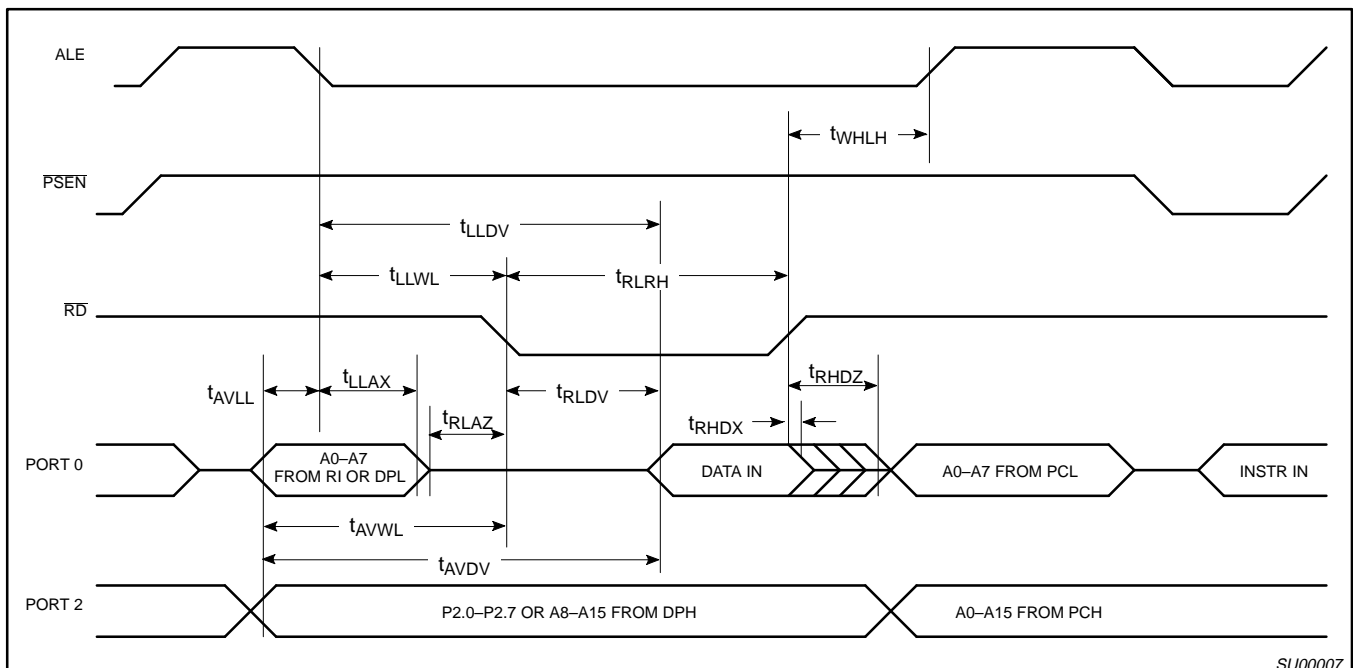 ALE
tWHLH
PSEN
tLLDV
tLLWL
tRLRH
RD
tAVLL
tLLAX
tRLDV
tRHDZ
tRLAZ
tRHDX
PORT 0
A0–A7
FROM RI OR DPL
DATA IN
A0–A7 FROM PCL
INSTR IN
tAVWL
tAVDV
PORT 2
P2.0–P2.7 OR A8–A15 FROM DPH
A0–A15 FROM PCH
SU00007